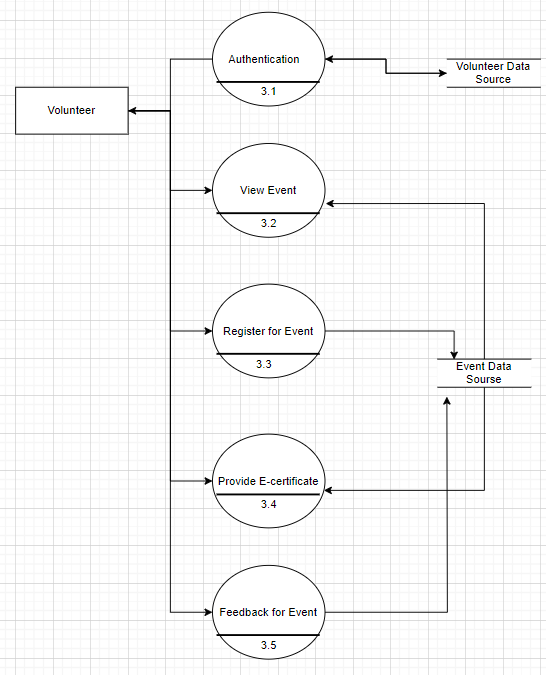 Authentication
3.1
Volunteer Data
Source
Volunteer
View Event
3.2
Register for Event
3.3
Event Data
Sourse
Provide E-certificate
3.4
Feedback for Event
3.5